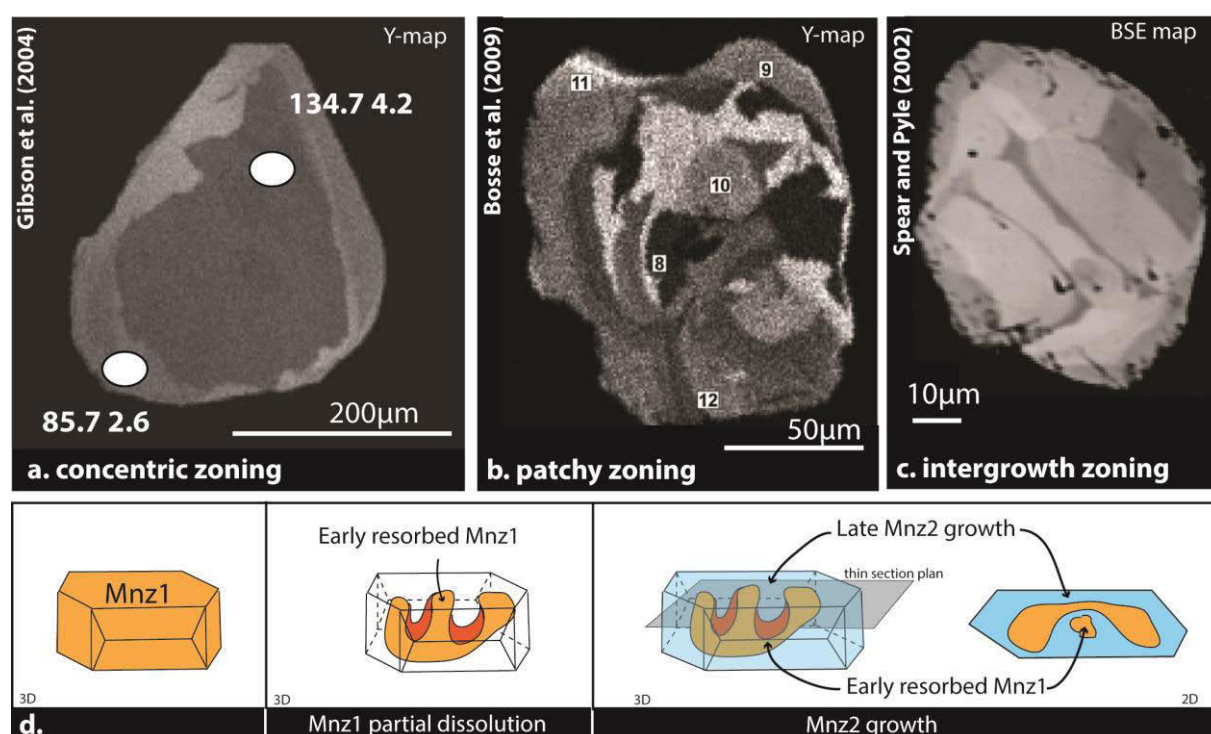 Gibson et al. (2004)
Y-map
134.7 4.2
85.7 2.6
200µm
a. concentric zoning
Bosse et al. (2009)
Y-map
11
9
10
8
12
50µm
b. patchy zoning
Spear and Pyle (2002)
BSE map
10µm
c. intergrowth zoning
Mnz1
3D
d.
Early resorbed Mnz1
3D
Mnz1 partial dissolution
Late Mnz2 growth
thin section plan
Early resorbed Mnz1
3D
2D
Mnz2 growth